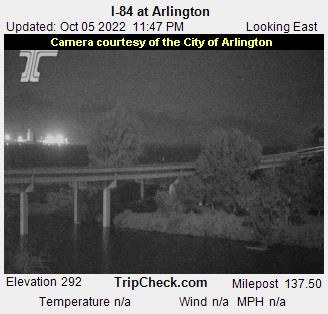 I-84 at Arlington
Updated: Oct 05 2022 11:47 PM Looking East
Camera courtesy of the City of Arlington
Elevation 292 TripCheck.com Milepost 137.50
Temperature n/a Wind n/a MPH n/a